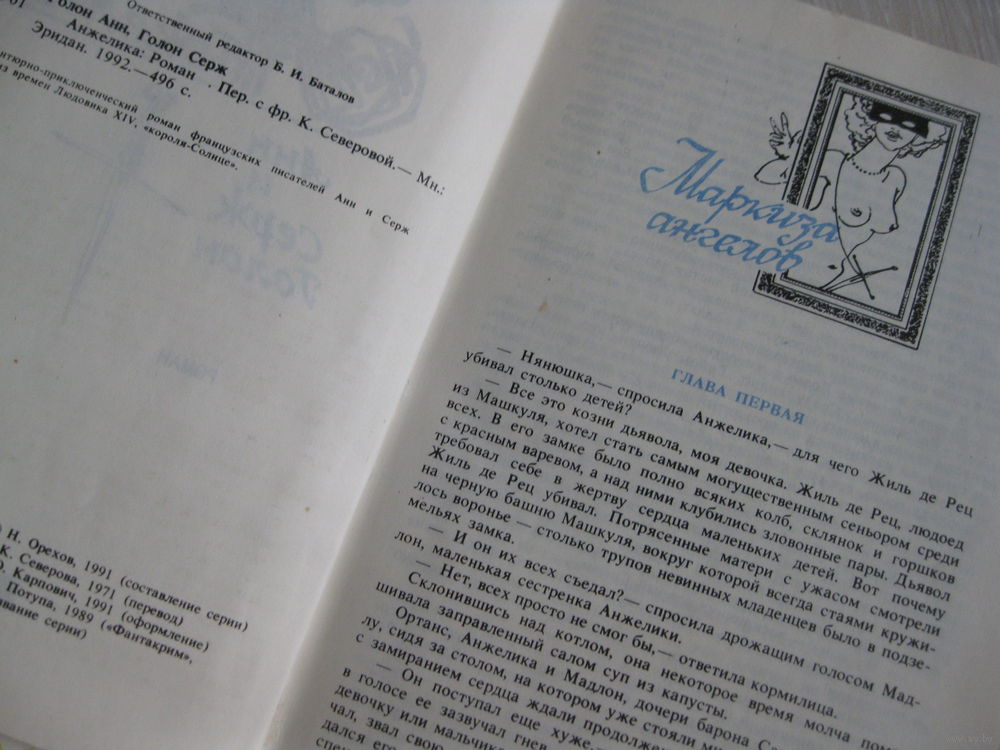 Ответственный редактор Б. И. Баталов
Голон Анн, Голон Серж
Анжелика: Роман . Пер. с фр. К. Северовой.— Мн.:
Эридан. 1992.—496 с.
приключенческий роман французских писателей Анн и Серж
из времен Людовика XIV, «короля-Солнце».
Н. Орехов, 1991 (составление серии)
К. Северова, 1971 (перевод)
Карпович, 1991 (оформление)
Потупа, 1989 («Фантакрим»,
серии)
Маркиза
ангелов
ГЛАВА ПЕРВАЯ
— Нянюшка,— спросила Анжелика,— для чего Жиль де Рец
убивал столько детей?
— Все это козни дьявола, моя девочка. Жиль де Рец, людоед
из Машкуля, хотел стать самым могущественным сеньором среди
всех. В его замке было полно всяких колб, склянок и горшков
с красным варевом, а над ними клубились зловонные пары. Дьявол
требовал себе в жертву сердца маленьких детей. Вот почему
Жиль де Рец убивал. Потрясенные матери с ужасом смотрели
на черную башню Машкуля, вокруг которой всегда стаями кружи-
лось воронье — столько трупов невинных младенцев было в подзе-
мельях замка.
— И он их всех съедал?— спросила дрожащим голосом Мад-
лон, маленькая сестренка Анжелики.
— Нет, всех просто не смог бы,— ответила кормилица.
Склонившись над котлом, она некоторое время молча
шивала заправленный салом суп из капусты.
Ортанс, Анжелика и Мадлон, дочери барона
лу, сидя за столом, на котором уже стояли
с замиранием сердца ждали
— Он поступал еще хуже,
в голосе ее зазвучал гнев.
девочку или
чал, звал свою
дался его